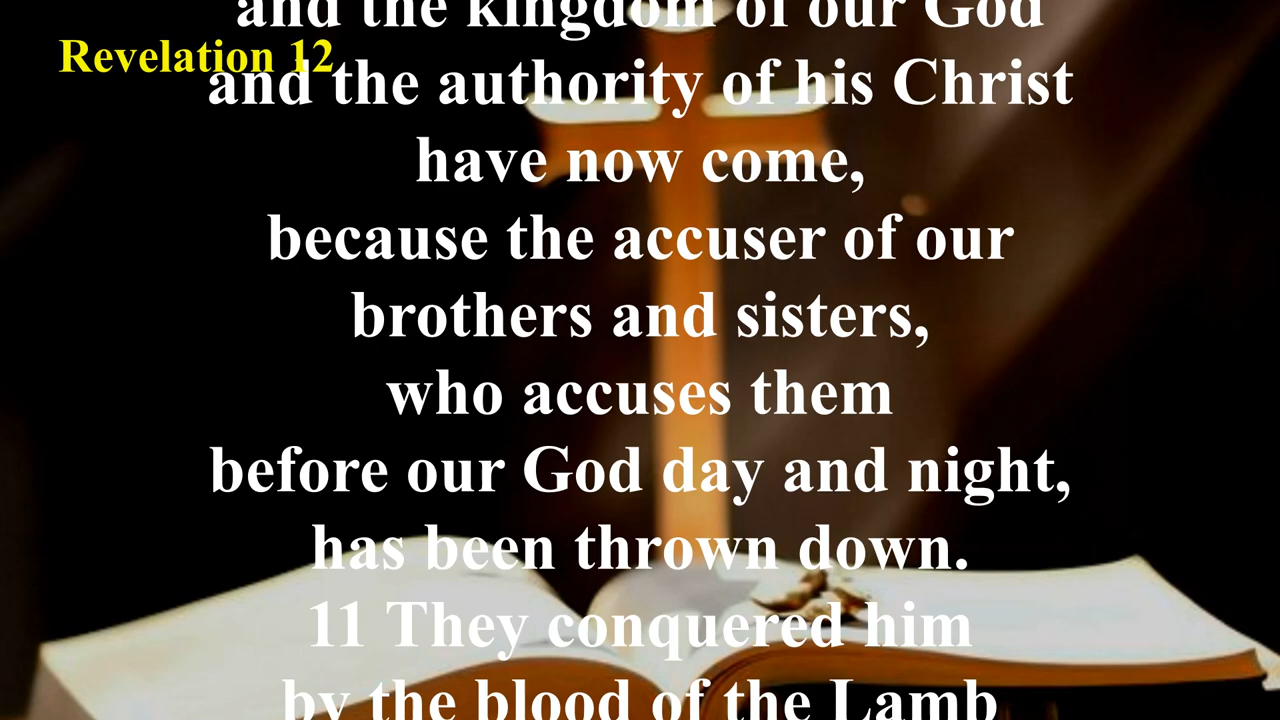 and the kingdom of our God
Revelation 12
and the authority of his Christ
have now come,
because the accuser of our
brothers and sisters,
who accuses them
before our God day and night,
has been thrown down.
11 They conquered him
by the blood of the Lamb